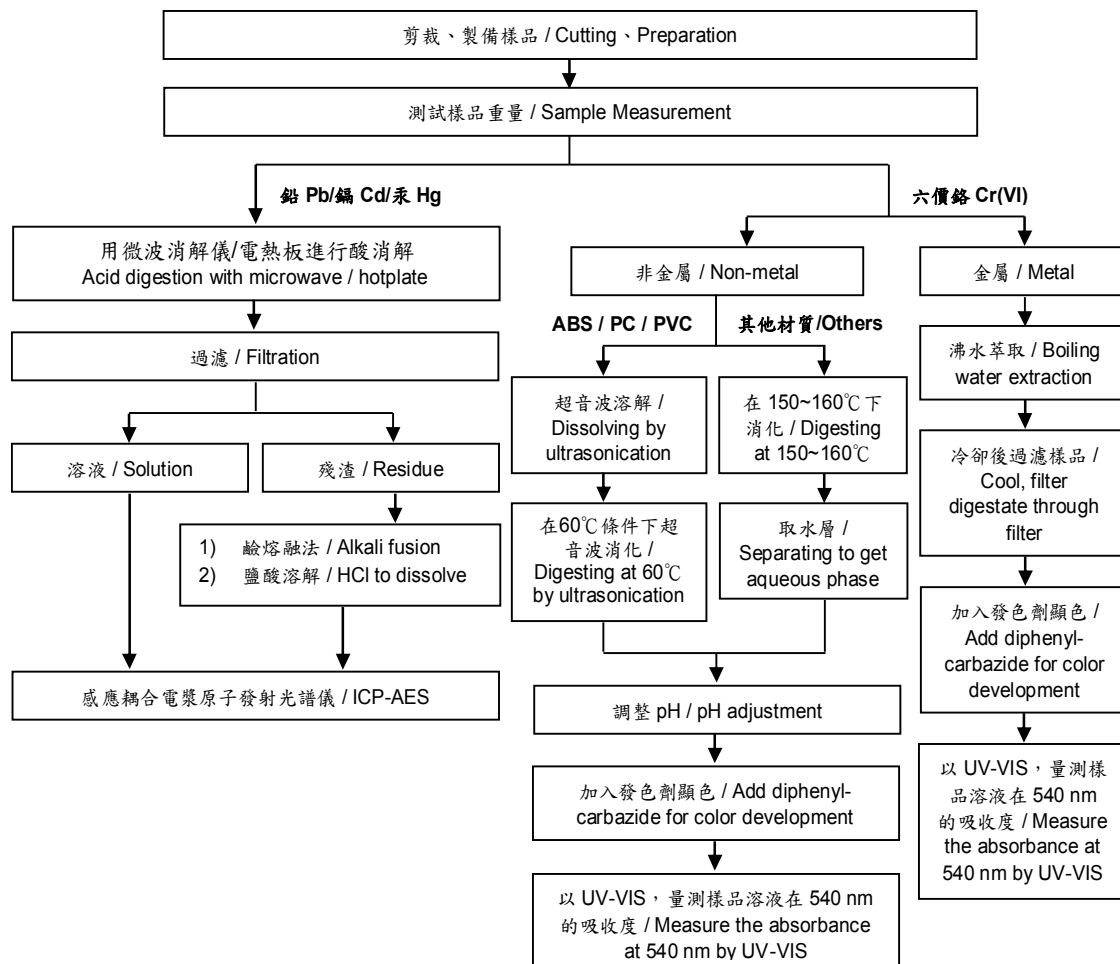 剪裁、製備樣品 / Cutting、Preparation
測試樣品重量 / Sample Measurement
鉛 Pb/鎘 Cd/汞 Hg
用微波消解儀/電熱板進行酸消解
Acid digestion with microwave / hotplate
過濾 / Filtration
溶液 / Solution
殘渣 / Residue
1) 鹼熔融法 / Alkali fusion
2) 鹽酸溶解 / HCl to dissolve
感應耦合電漿原子發射光譜儀 / ICP-AES
六價鉻 Cr(VI)
非金屬 / Non-metal
ABS / PC / PVC
超音波溶解 /
Dissolving by
ultrasonication
在60℃條件下超
音波消化 /
Digesting at 60℃
by ultrasonication
其他材質/Others
在 150~160℃下
消化 / Digesting
at 150~160℃
取水層 /
Separating to get
aqueous phase
調整 pH / pH adjustment
加入發色劑顯色 / Add diphenyl-
carbazide for color development
以 UV-VIS，量測樣品溶液在 540 nm
的吸收度 / Measure the absorbance
at 540 nm by UV-VIS
金屬 / Metal
沸水萃取 / Boiling
water extraction
冷卻後過濾樣品 /
Cool, filter
digestate through
filter
加入發色劑顯色 /
Add diphenyl-
carbazide for color
development
以 UV-VIS，量測樣
品溶液在 540 nm
的吸收度 / Measure
the absorbance at
540 nm by UV-VIS